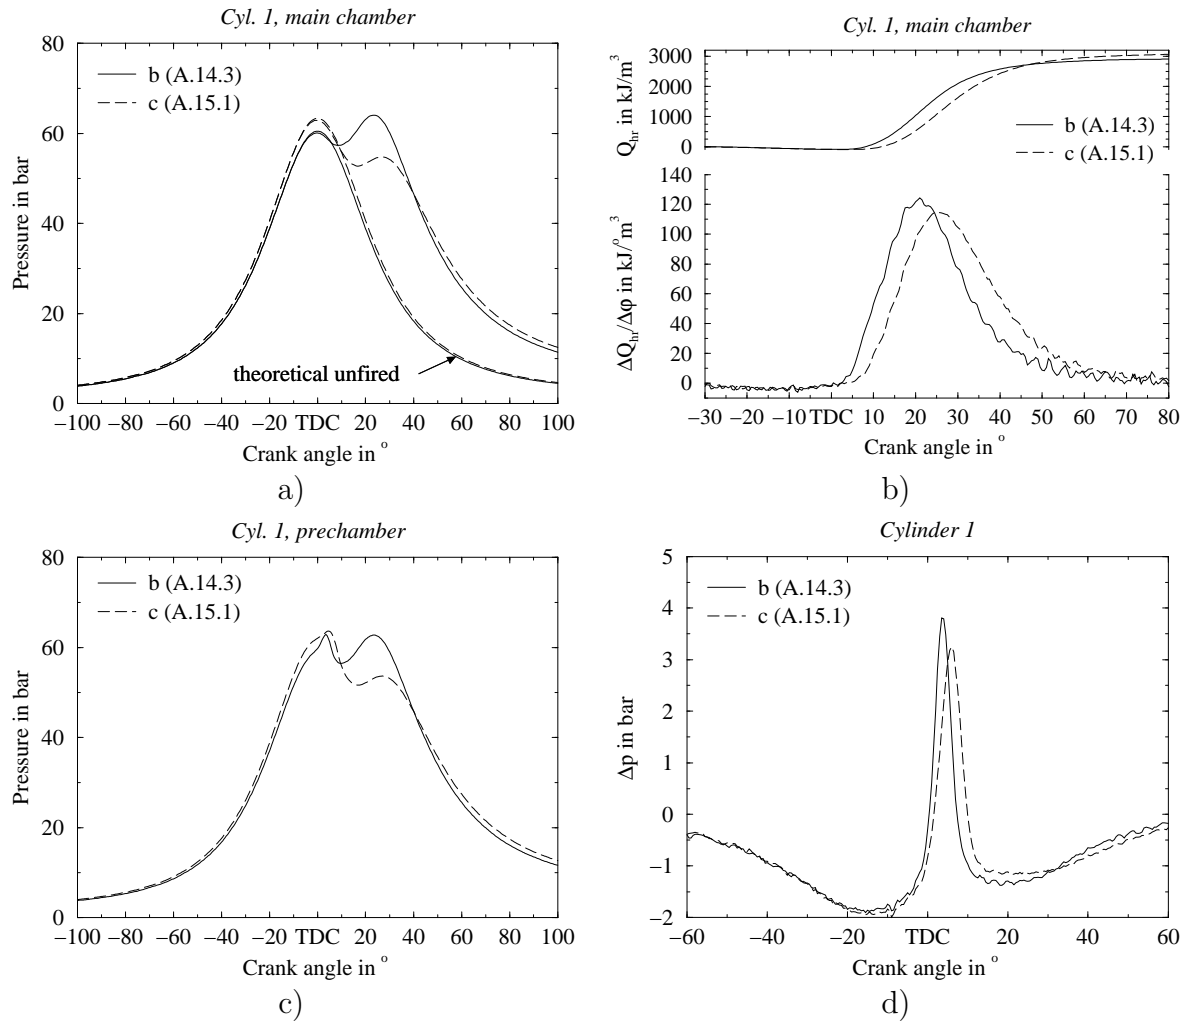 Cyl. 1, main chamber
80
60
40
20
0
Pressure in bar
b (A.14.3)
c (A.15.1)
theoretical unfired
−100 −80 −60 −40 −20 TDC 20 40 60 80 100
Crank angle in °
a)
Cyl. 1, main chamber
3000
2000
1000
0
Q_hr in kJ/m³
b (A.14.3)
c (A.15.1)
140
120
100
80
60
40
20
0
ΔQ_hr/Δφ in kJ/°m³
−30 −20 −10 TDC 10 20 30 40 50 60 70 80
Crank angle in °
b)
Cyl. 1, prechamber
80
60
40
20
0
Pressure in bar
b (A.14.3)
c (A.15.1)
−100 −80 −60 −40 −20 TDC 20 40 60 80 100
Crank angle in °
c)
Cylinder 1
5
4
3
2
1
0
−1
−2
Δp in bar
b (A.14.3)
c (A.15.1)
−60 −40 −20 TDC 20 40 60
Crank angle in °
d)